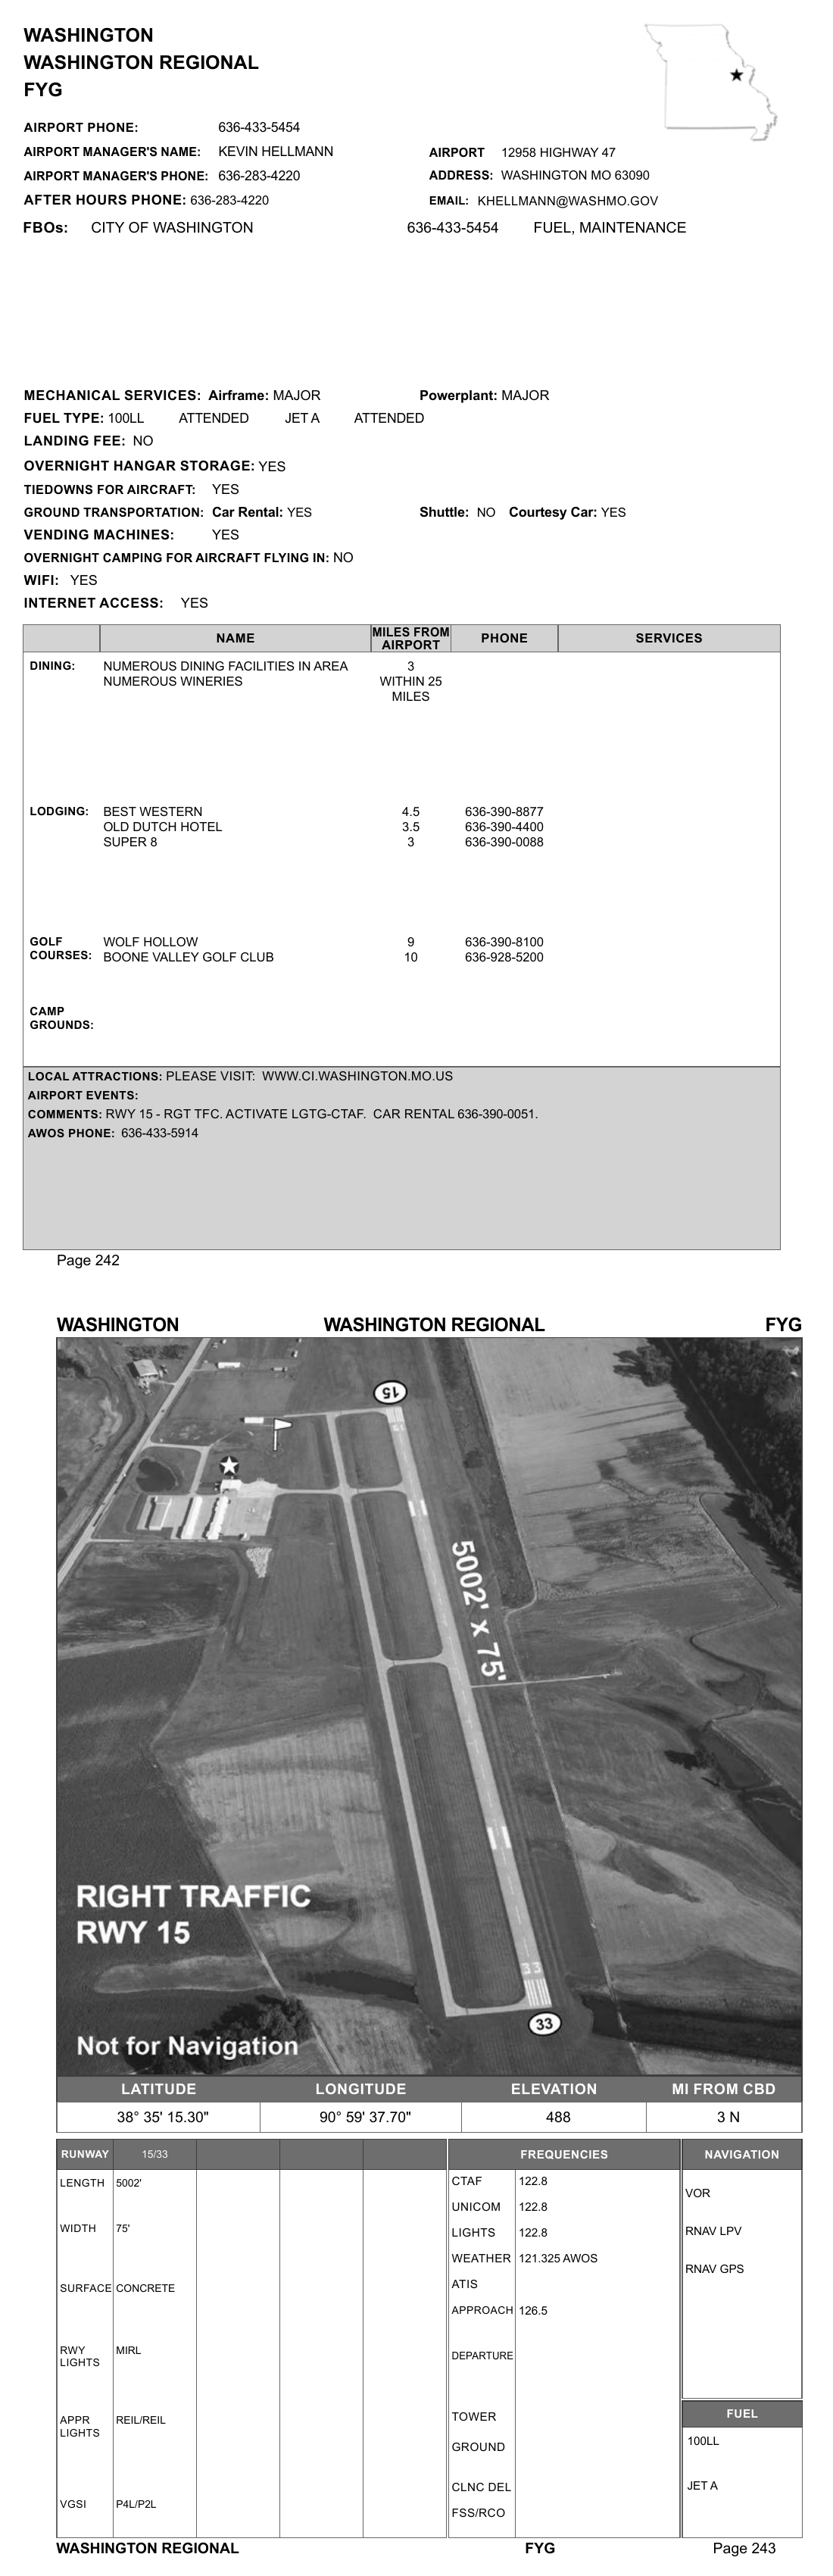 WASHINGTON
WASHINGTON REGIONAL
FYG
AIRPORT PHONE: 636-433-5454
AIRPORT MANAGER'S NAME: KEVIN HELLMANN
AIRPORT MANAGER'S PHONE: 636-283-4220
AFTER HOURS PHONE: 636-283-4220
AIRPORT 12958 HIGHWAY 47
ADDRESS: WASHINGTON MO 63090
EMAIL: KHELLMANN@WASHMO.GOV
FBOs: CITY OF WASHINGTON 636-433-5454 FUEL, MAINTENANCE
MECHANICAL SERVICES: Airframe: MAJOR Powerplant: MAJOR
FUEL TYPE: 100LL ATTENDED JET A ATTENDED
LANDING FEE: NO
OVERNIGHT HANGAR STORAGE: YES
TIEDOWNS FOR AIRCRAFT: YES
GROUND TRANSPORTATION: Car Rental: YES Shuttle: NO Courtesy Car: YES
VENDING MACHINES: YES
OVERNIGHT CAMPING FOR AIRCRAFT FLYING IN: NO
WIFI: YES
INTERNET ACCESS: YES
NAME MILES FROM AIRPORT PHONE SERVICES
DINING: NUMEROUS DINING FACILITIES IN AREA 3
NUMEROUS WINERIES WITHIN 25
MILES
LODGING: BEST WESTERN 4.5 636-390-8877
OLD DUTCH HOTEL 3.5 636-390-4400
SUPER 8 3 636-390-0088
GOLF COURSES: WOLF HOLLOW 9 636-390-8100
BOONE VALLEY GOLF CLUB 10 636-928-5200
CAMP
GROUNDS:
LOCAL ATTRACTIONS: PLEASE VISIT: WWW.CI.WASHINGTON.MO.US
AIRPORT EVENTS:
COMMENTS: RWY 15 - RGT TFC. ACTIVATE LGTG-CTAF. CAR RENTAL 636-390-0051.
AWOS PHONE: 636-433-5914
Page 242
WASHINGTON WASHINGTON REGIONAL FYG
15
15
5002' x 75'
RIGHT TRAFFIC
RWY 15
33
33
Not for Navigation
LATITUDE LONGITUDE ELEVATION MI FROM CBD
38° 35' 15.30" 90° 59' 37.70" 488 3 N
RUNWAY 15/33
LENGTH 5002'
WIDTH 75'
SURFACE CONCRETE
RWY LIGHTS MIRL
APPR LIGHTS REIL/REIL
VGSI P4L/P2L
FREQUENCIES
CTAF 122.8
UNICOM 122.8
LIGHTS 122.8
WEATHER 121.325 AWOS
ATIS
APPROACH 126.5
DEPARTURE
TOWER
GROUND
CLNC DEL
FSS/RCO
NAVIGATION
VOR
RNAV LPV
RNAV GPS
FUEL
100LL
JET A
WASHINGTON REGIONAL FYG Page 243